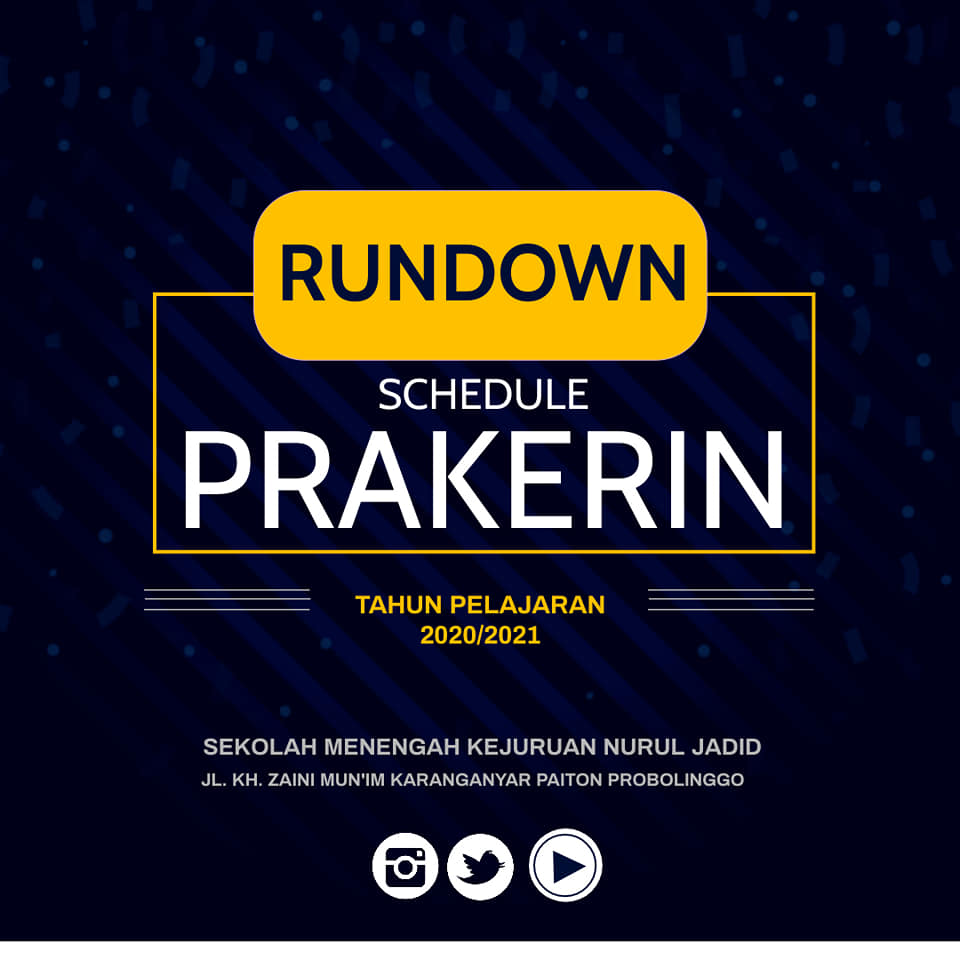 RUNDOWN
SCHEDULE
PRAKERIN
TAHUN PELAJARAN
2020/2021
SEKOLAH MENENGAH KEJURUAN NURUL JADID
JL. KH. ZAINI MUN'IM KARANGANYAR PAITON PROBOLINGGO